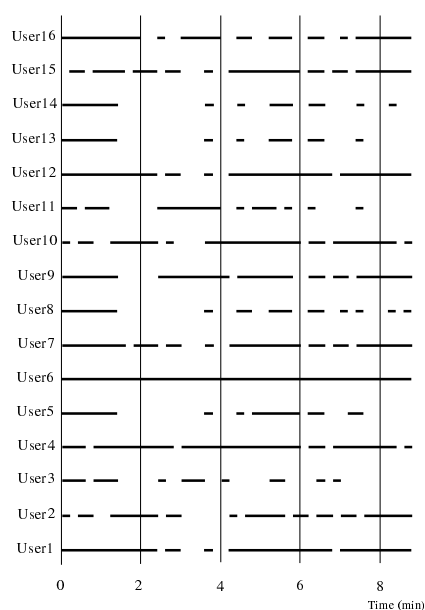 User16
User15
User14
User13
User12
User11
User10
User9
User8
User7
User6
User5
User4
User3
User2
User1
0 2 4 6 8
Time (min)